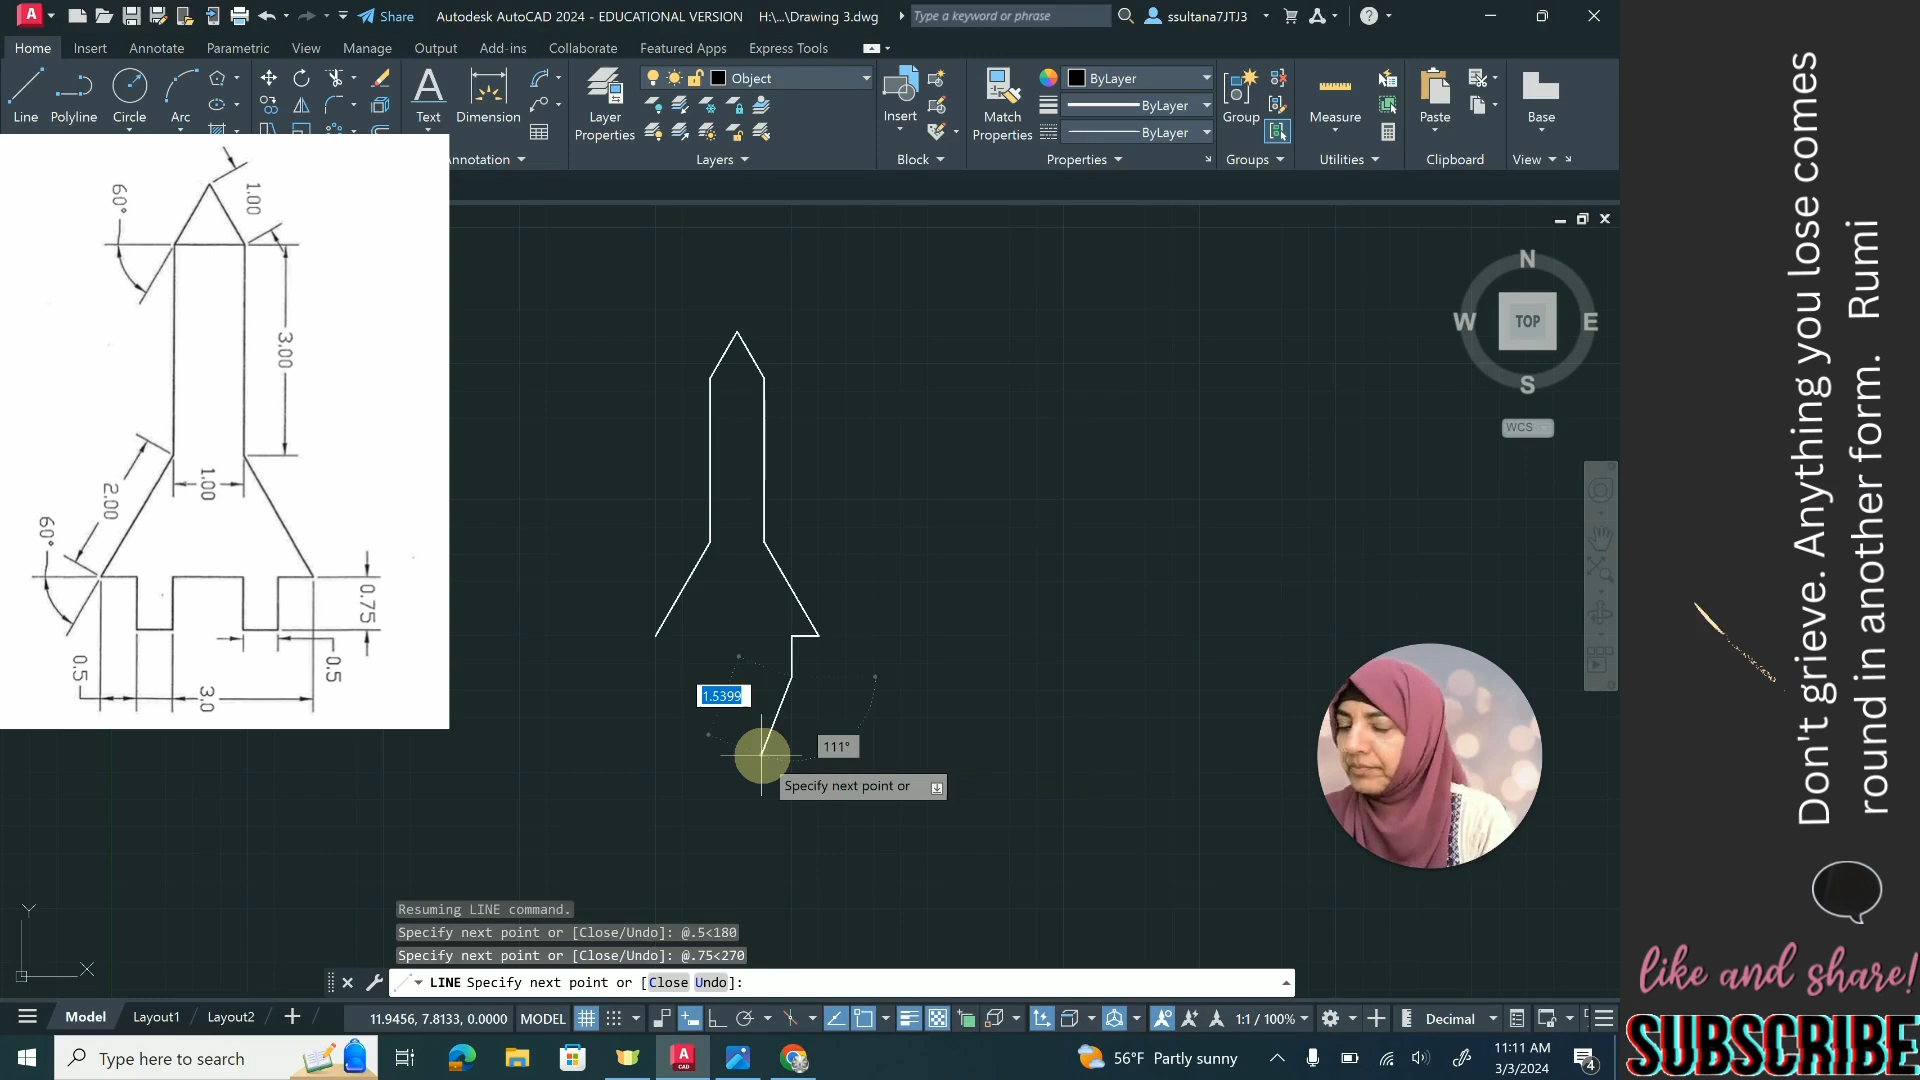 Share
Autodesk AutoCAD 2024 - EDUCATIONAL VERSION
H:\...\Drawing 3.dwg
Type a keyword or phrase
ssultana7JTJ3
Home
Insert
Annotate
Parametric
View
Manage
Output
Add-ins
Collaborate
Featured Apps
Express Tools
Line
Polyline
Circle
Arc
Text
Dimension
Layer Properties
Object
Insert
Match Properties
ByLayer
ByLayer
ByLayer
Group
Measure
Paste
Base
nnotation
Layers
Block
Properties
Groups
Utilities
Clipboard
View
60°
1.00
3.00
1.00
2.00
60°
0.75
0.5
0.5
3.0
N
W
TOP
E
S
WCS
1.5399
111°
Specify next point or
Y
X
Resuming LINE command.
Specify next point or [Close/Undo]: @.5<180
Specify next point or [Close/Undo]: @.75<270
LINE Specify next point or [Close Undo]:
Model
Layout1
Layout2
11.9456, 7.8133, 0.0000
MODEL
1:1 / 100%
Decimal
Type here to search
A
CAD
56°F Partly sunny
11:11 AM
3/3/2024
4
Don't grieve. Anything you lose comes
round in another form. Rumi
like and share!
SUBSCRIBE